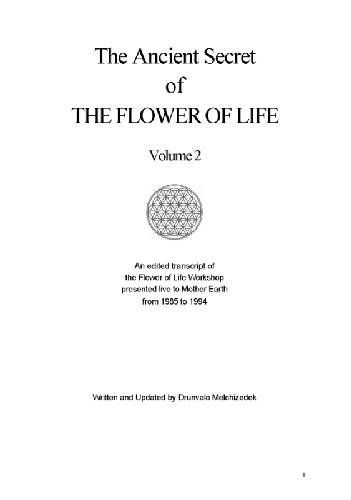 The Ancient Secret
of
THE FLOWER OF LIFE
Volume 2
An edited transcript of
the Flower of Life Workshop
presented live to Mother Earth
from 1985 to 1994
Written and Updated by Drunvalo Melchizedek
1